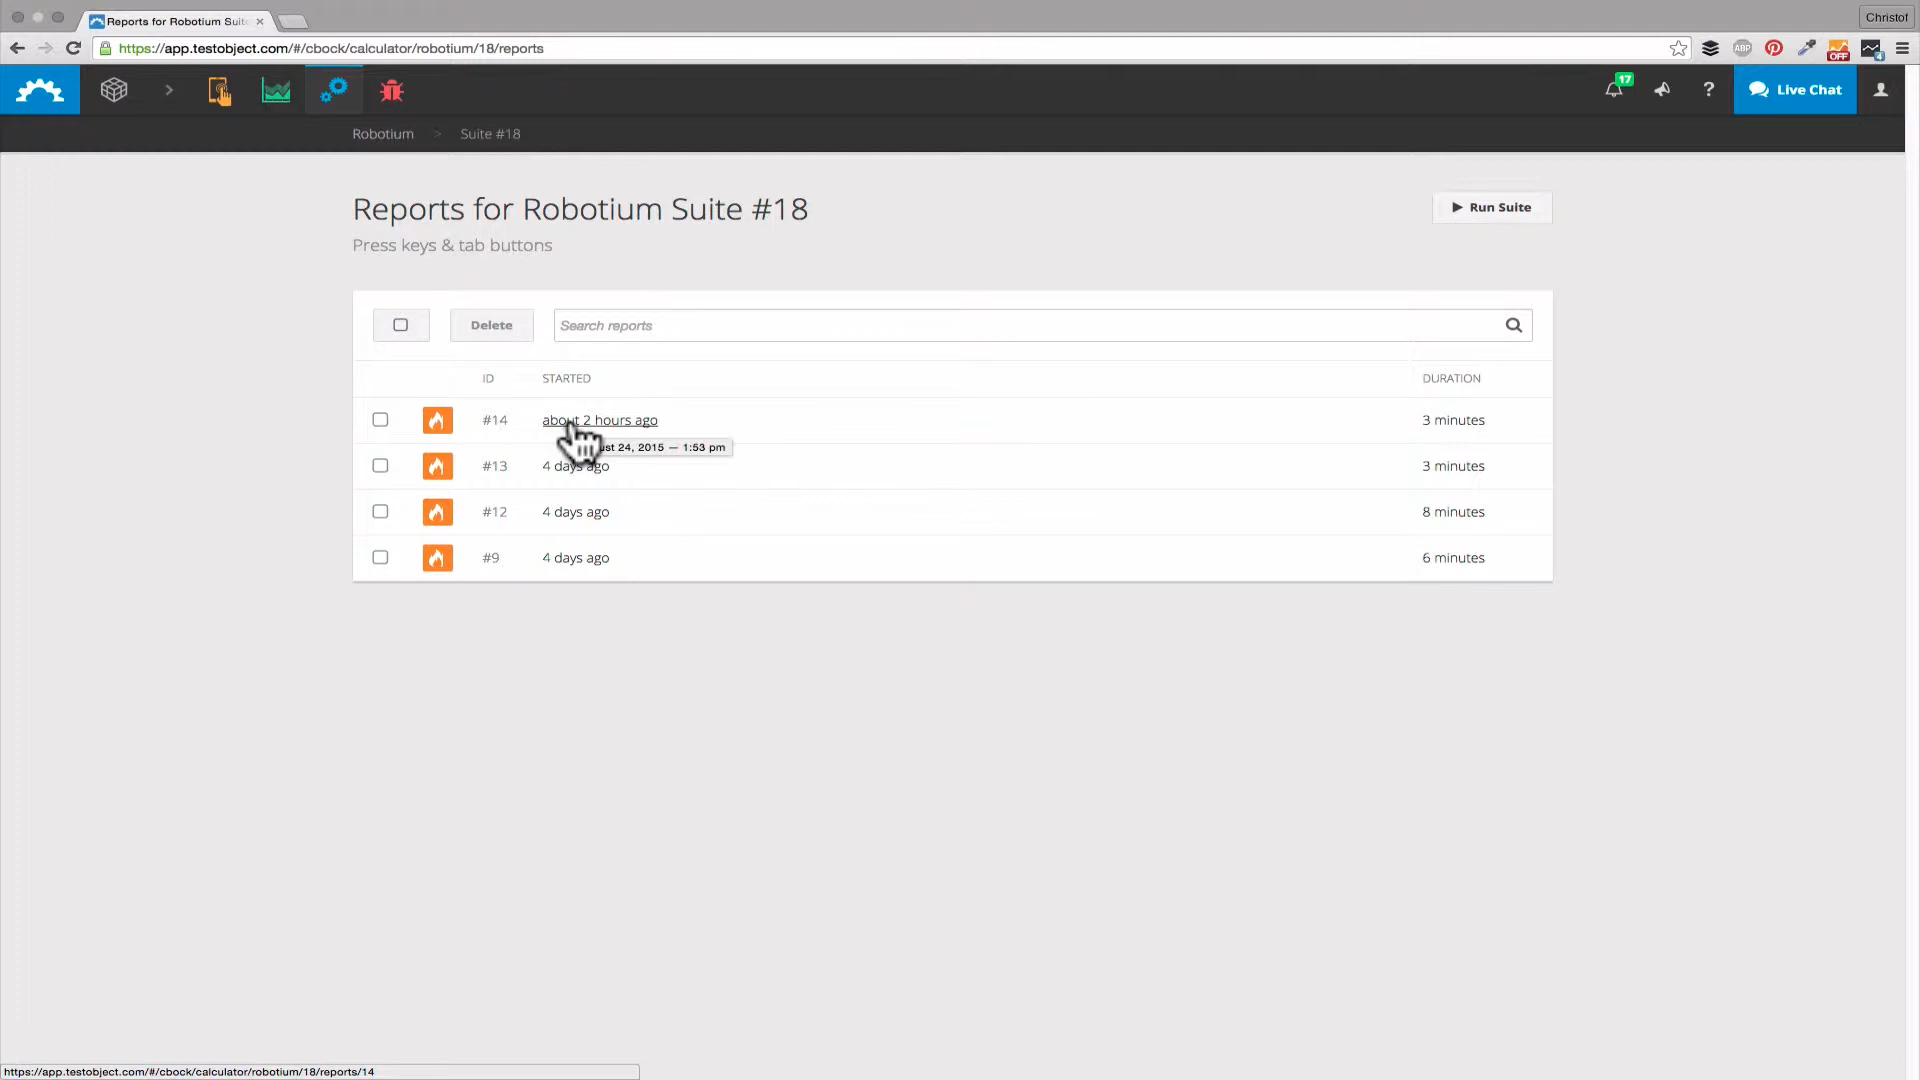 Reports for Robotium Suit
Christof
https://app.testobject.com/#/cbock/calculator/robotium/18/reports
ABP
OFF
4
17
?
Live Chat
Robotium > Suite #18
Reports for Robotium Suite #18
Run Suite
Press keys & tab buttons
Delete
Search reports
ID STARTED DURATION
#14 about 2 hours ago 3 minutes
24, 2015 — 1:53 pm
#13 4 days ago 3 minutes
#12 4 days ago 8 minutes
#9 4 days ago 6 minutes
https://app.testobject.com/#/cbock/calculator/robotium/18/reports/14